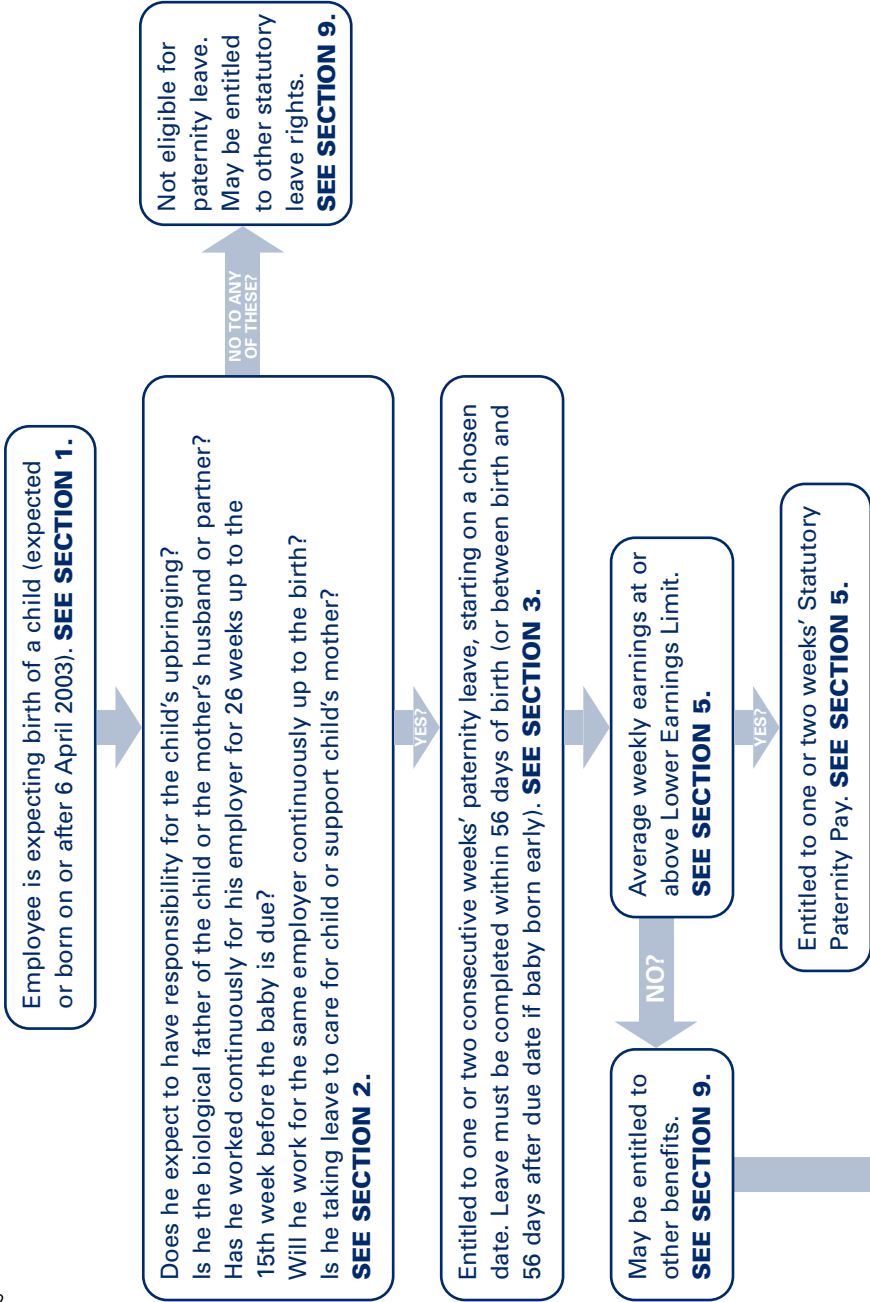 Employee is expecting birth of a child (expected
or born on or after 6 April 2003). SEE SECTION 1.
Does he expect to have responsibility for the child's upbringing?
Is he the biological father of the child or the mother's husband or partner?
Has he worked continuously for his employer for 26 weeks up to the
15th week before the baby is due?
Will he work for the same employer continuously up to the birth?
Is he taking leave to care for child or support child's mother?
SEE SECTION 2.
NO TO ANY
OF THESE?
Not eligible for
paternity leave.
May be entitled
to other statutory
leave rights.
SEE SECTION 9.
YES?
Entitled to one or two consecutive weeks' paternity leave, starting on a chosen
date. Leave must be completed within 56 days of birth (or between birth and
56 days after due date if baby born early). SEE SECTION 3.
Average weekly earnings at or
above Lower Earnings Limit.
SEE SECTION 5.
NO?
May be entitled to
other benefits.
SEE SECTION 9.
YES?
Entitled to one or two weeks' Statutory
Paternity Pay. SEE SECTION 5.